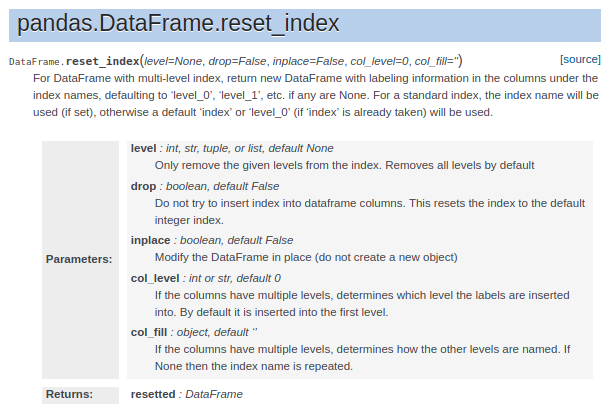 pandas.DataFrame.reset_index
DataFrame.reset_index(level=None, drop=False, inplace=False, col_level=0, col_fill='') [source]
For DataFrame with multi-level index, return new DataFrame with labeling information in the columns under the
index names, defaulting to ‘level_0’, ‘level_1’, etc. if any are None. For a standard index, the index name will be
used (if set), otherwise a default ‘index’ or ‘level_0’ (if ‘index’ is already taken) will be used.
Parameters:
level : int, str, tuple, or list, default None
Only remove the given levels from the index. Removes all levels by default
drop : boolean, default False
Do not try to insert index into dataframe columns. This resets the index to the default
integer index.
inplace : boolean, default False
Modify the DataFrame in place (do not create a new object)
col_level : int or str, default 0
If the columns have multiple levels, determines which level the labels are inserted
into. By default it is inserted into the first level.
col_fill : object, default ‘’
If the columns have multiple levels, determines how the other levels are named. If
None then the index name is repeated.
Returns: resetted : DataFrame